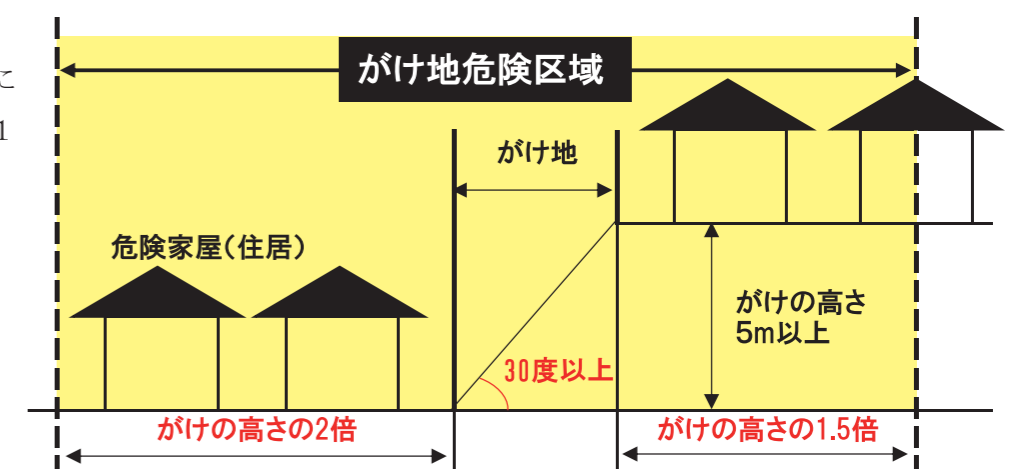 こ
1
がけ地危険区域
がけ地
危険家屋(住居)
がけの高さ
5m以上
30度以上
がけの高さの2倍
がけの高さの1.5倍